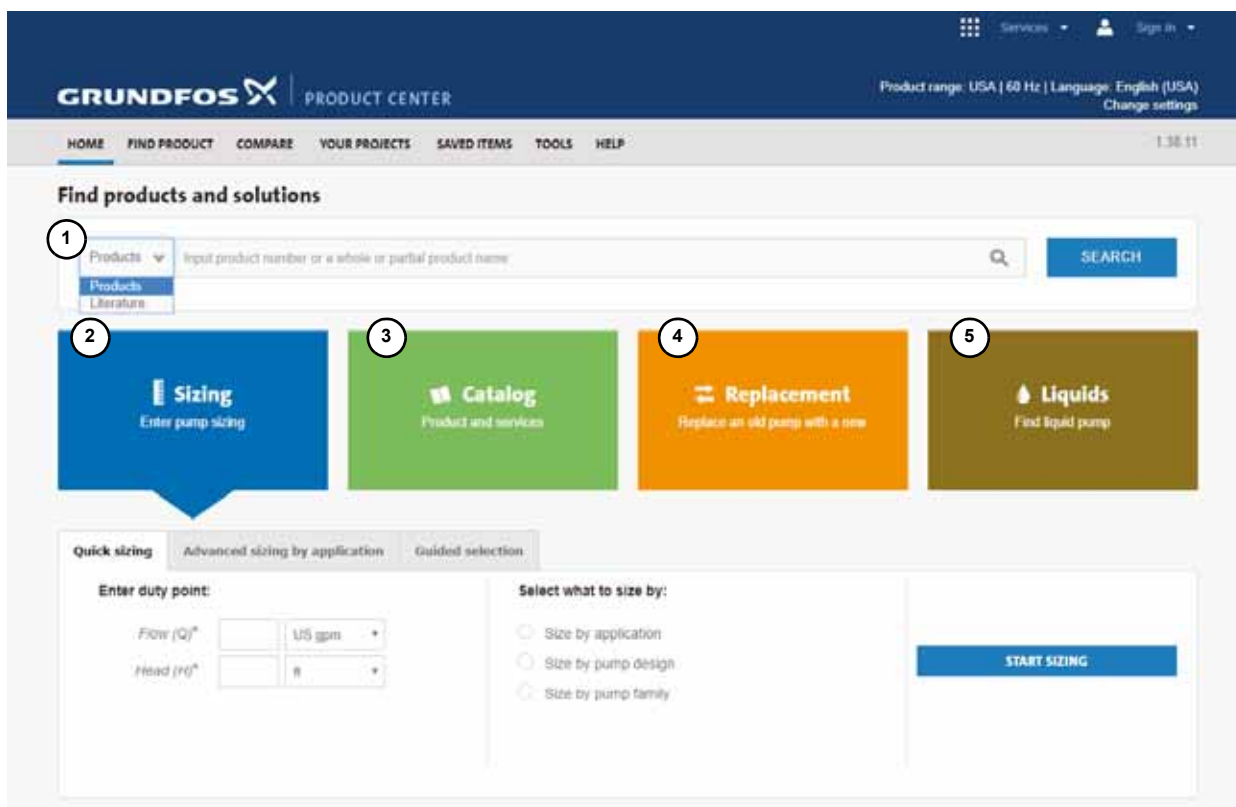 Services
Sign in
GRUNDFOS PRODUCT CENTER
Product range: USA | 60 Hz | Language: English (USA)
Change settings
HOME FIND PRODUCT COMPARE YOUR PROJECTS SAVED ITEMS TOOLS HELP
1.38.11
Find products and solutions
1
Products
Input product number or a whole or partial product name
SEARCH
Products
Literature
2
Sizing
Enter pump sizing
3
Catalog
Product and services
4
Replacement
Replace an old pump with a new
5
Liquids
Find liquid pump
Quick sizing
Advanced sizing by application
Guided selection
Enter duty point:
Flow (Q)*
US gpm
Head (H)*
ft
Select what to size by:
Size by application
Size by pump design
Size by pump family
START SIZING